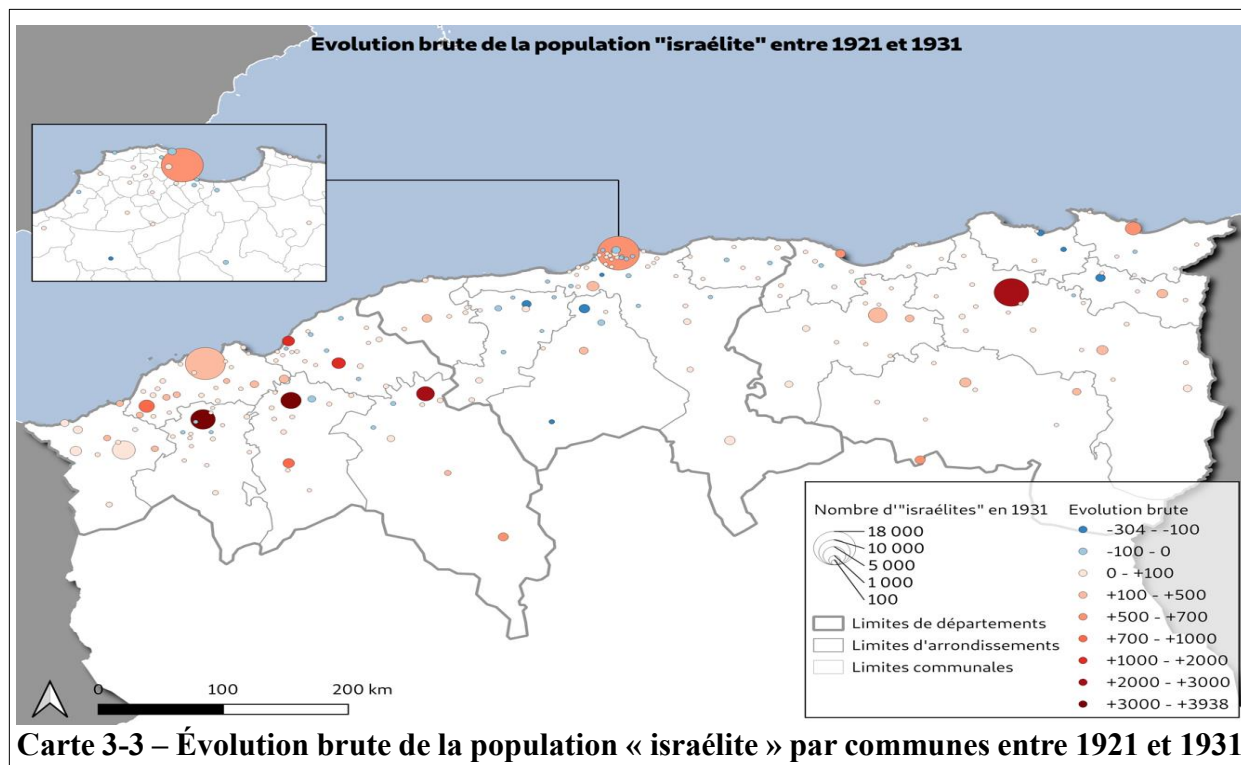 Evolution brute de la population "israélite" entre 1921 et 1931
Nombre d'"israélites" en 1931
18 000
10 000
5 000
1 000
100
Limites de départements
Limites d'arrondissements
Limites communales
Evolution brute
-304 - -100
-100 - 0
0 - +100
+100 - +500
+500 - +700
+700 - +1000
+1000 - +2000
+2000 - +3000
+3000 - +3938
0 100 200 km
Carte 3-3 – Évolution brute de la population « israélite » par communes entre 1921 et 1931